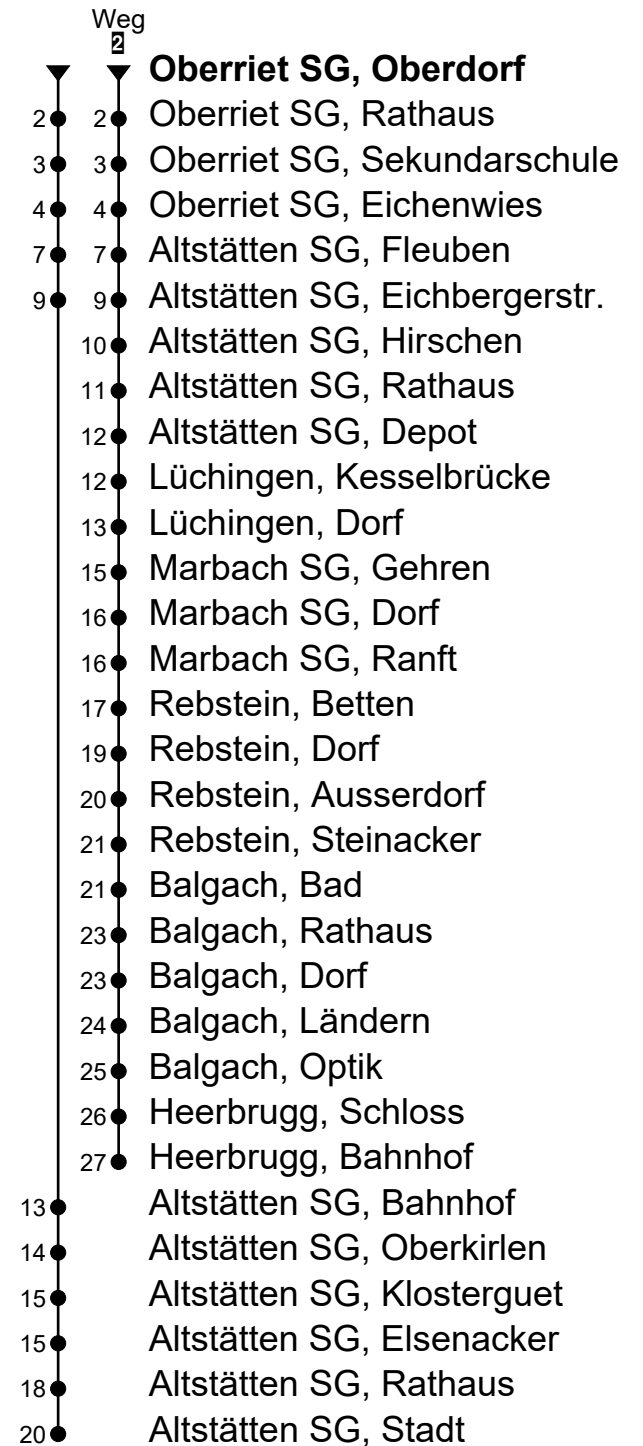 Weg
2
Oberriet SG, Oberdorf
2 2 Oberriet SG, Rathaus
3 3 Oberriet SG, Sekundarschule
4 4 Oberriet SG, Eichenwies
7 7 Altstätten SG, Fleuben
9 9 Altstätten SG, Eichbergerstr.
10 Altstätten SG, Hirschen
11 Altstätten SG, Rathaus
12 Altstätten SG, Depot
12 Lüchingen, Kesselbrücke
13 Lüchingen, Dorf
15 Marbach SG, Gehren
16 Marbach SG, Dorf
16 Marbach SG, Ranft
17 Rebstein, Betten
19 Rebstein, Dorf
20 Rebstein, Ausserdorf
21 Rebstein, Steinacker
21 Balgach, Bad
23 Balgach, Rathaus
23 Balgach, Dorf
24 Balgach, Ländern
25 Balgach, Optik
26 Heerbrugg, Schloss
27 Heerbrugg, Bahnhof
13 Altstätten SG, Bahnhof
14 Altstätten SG, Oberkirlen
15 Altstätten SG, Klosterguet
15 Altstätten SG, Elsenacker
18 Altstätten SG, Rathaus
20 Altstätten SG, Stadt